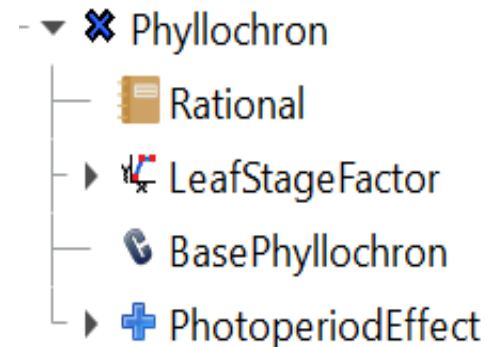 Phyllochron
Rational
LeafStageFactor
BasePhyllochron
PhotoperiodEffect